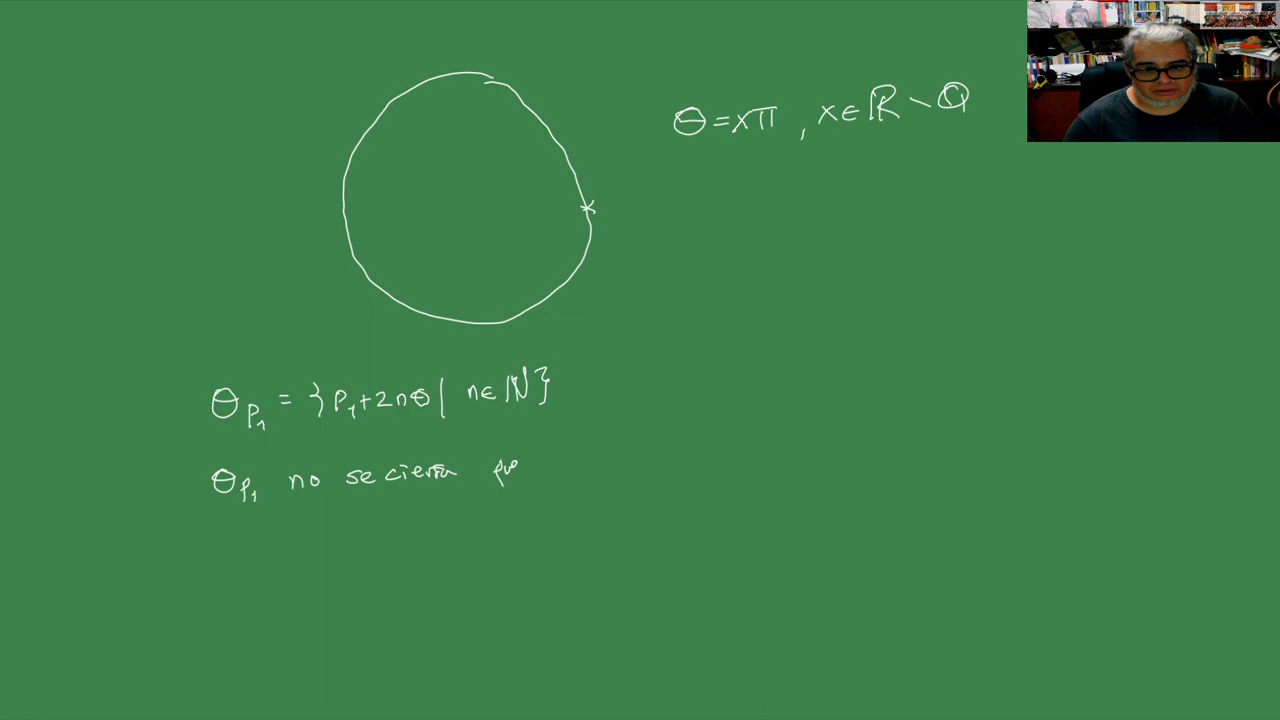 Θ = xπ , x ∈ ℝ \ ℚ
Θ_{P_1} = { P_1 + 2nΘ | n ∈ ℕ }
Θ_{P_1} no se cierra